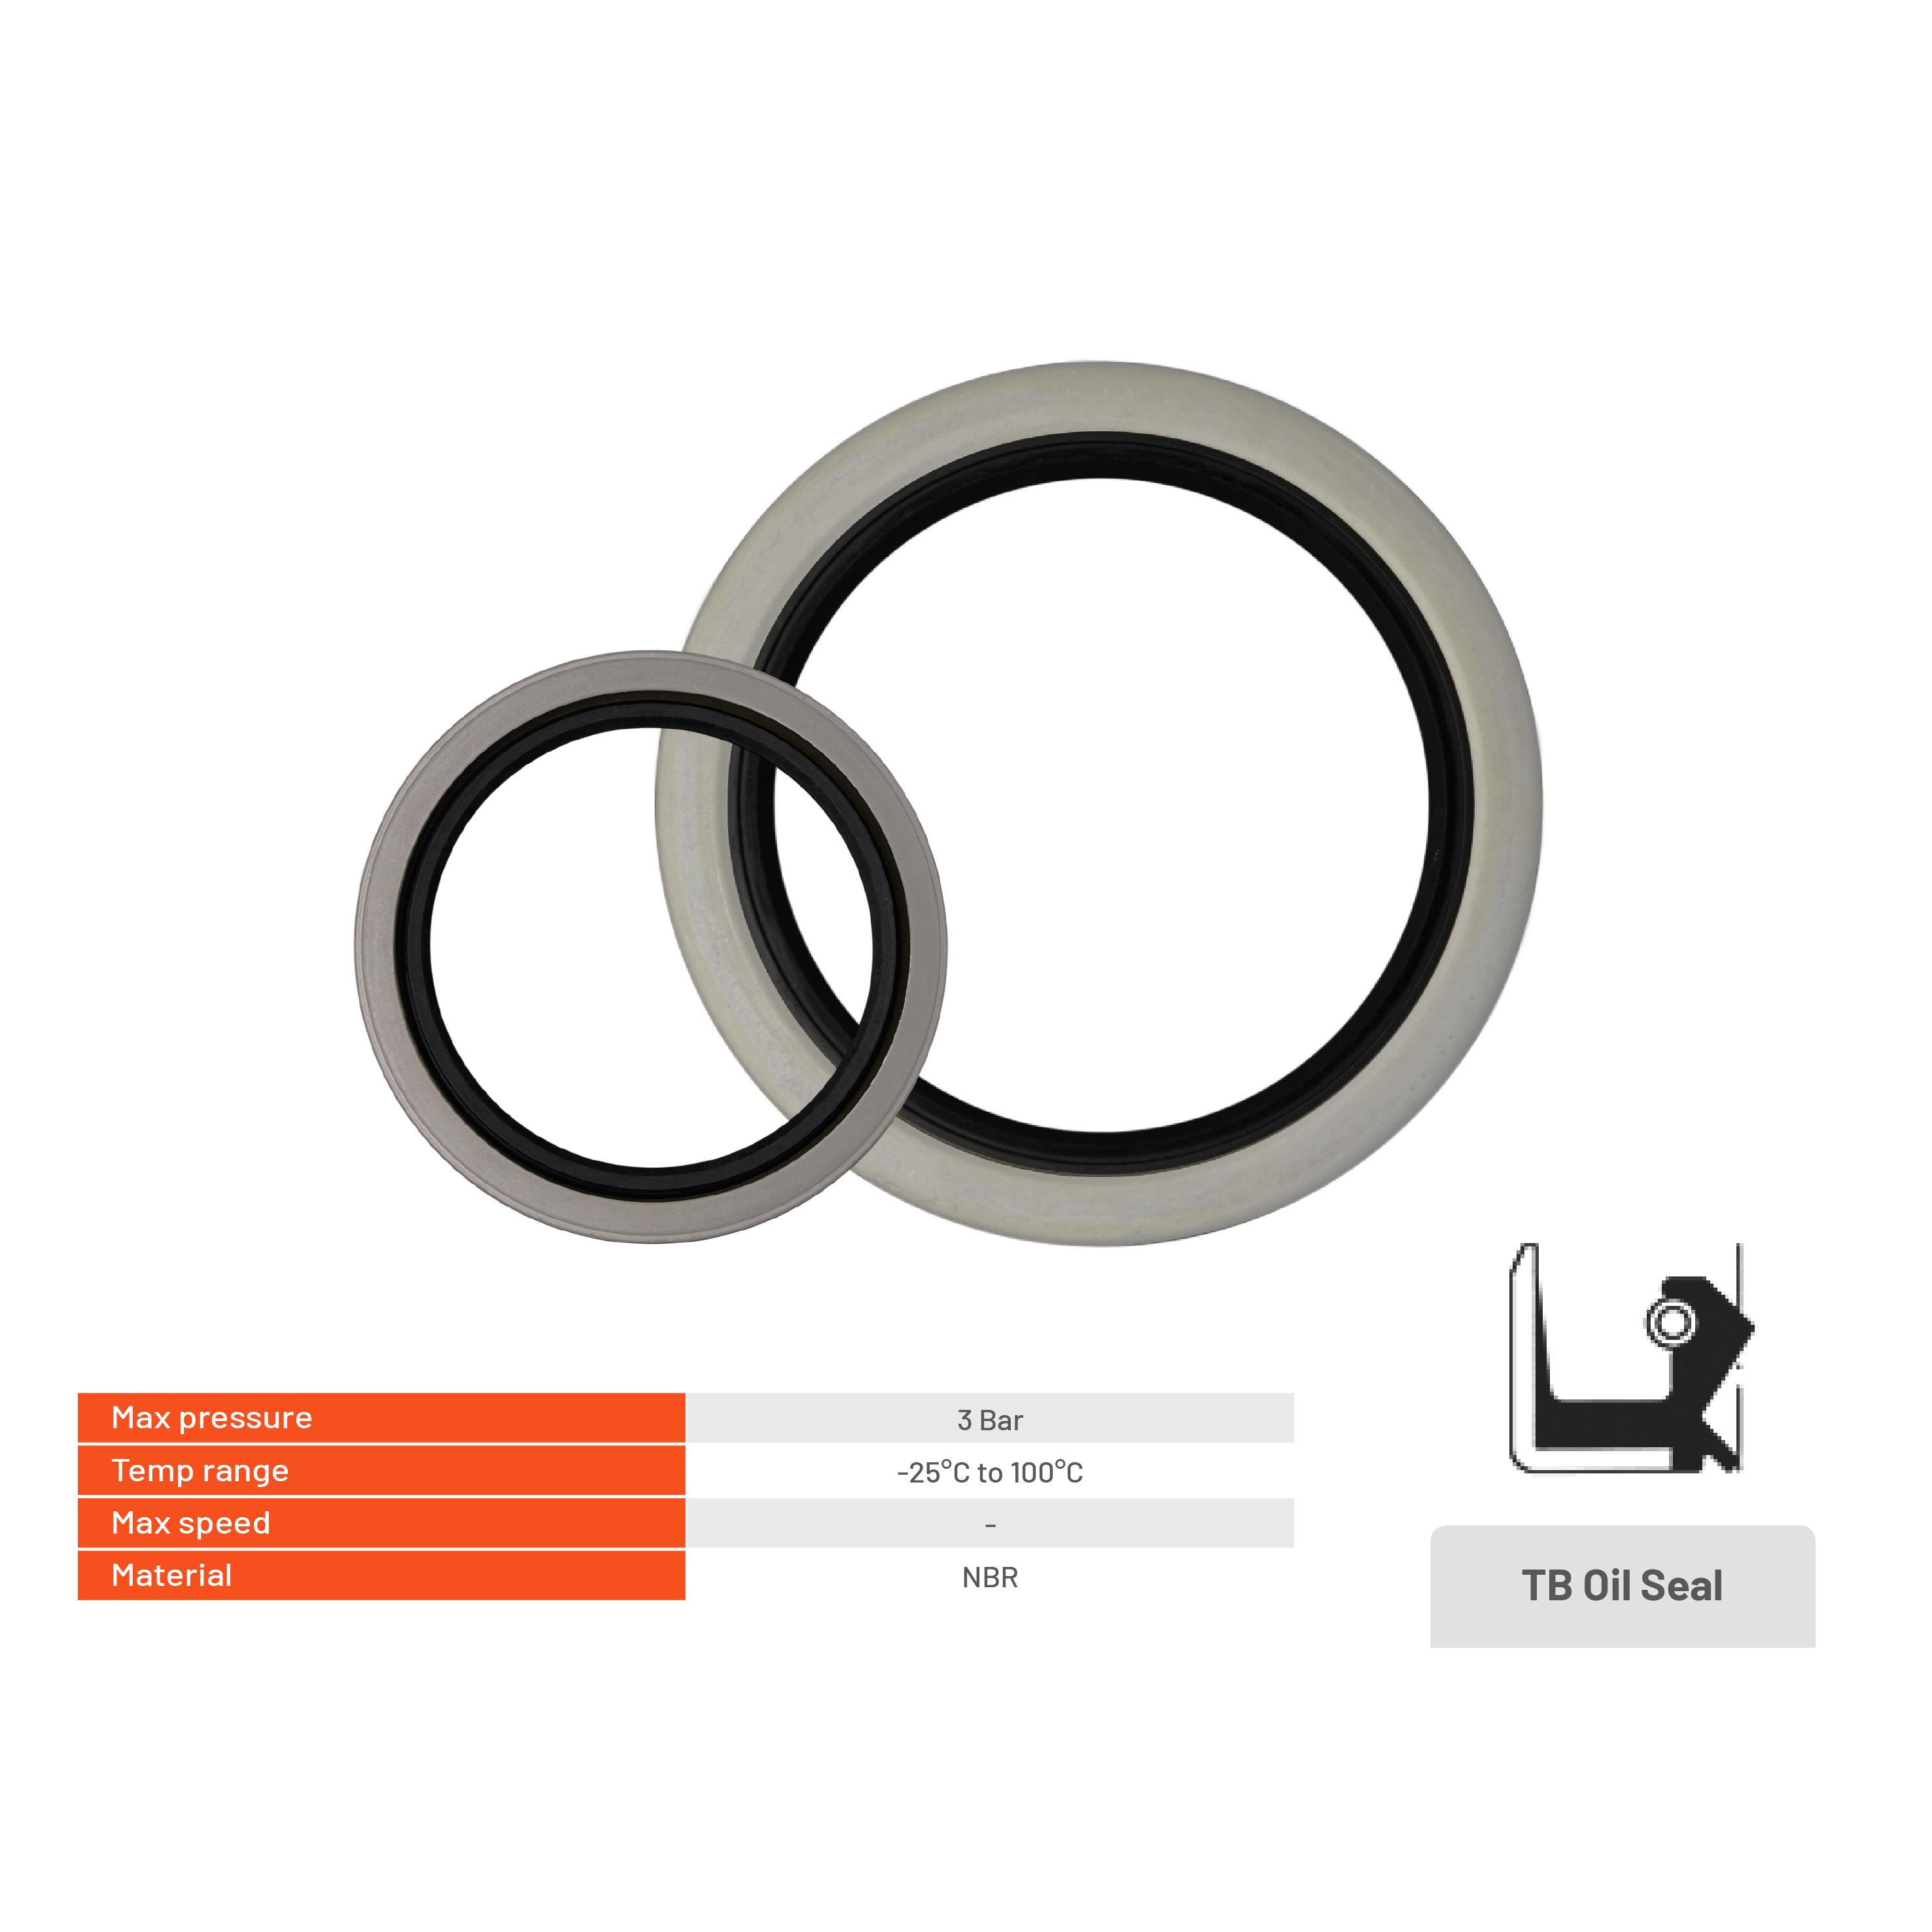 Max pressure 3 Bar
Temp range -25°C to 100°C
Max speed -
Material NBR
TB Oil Seal